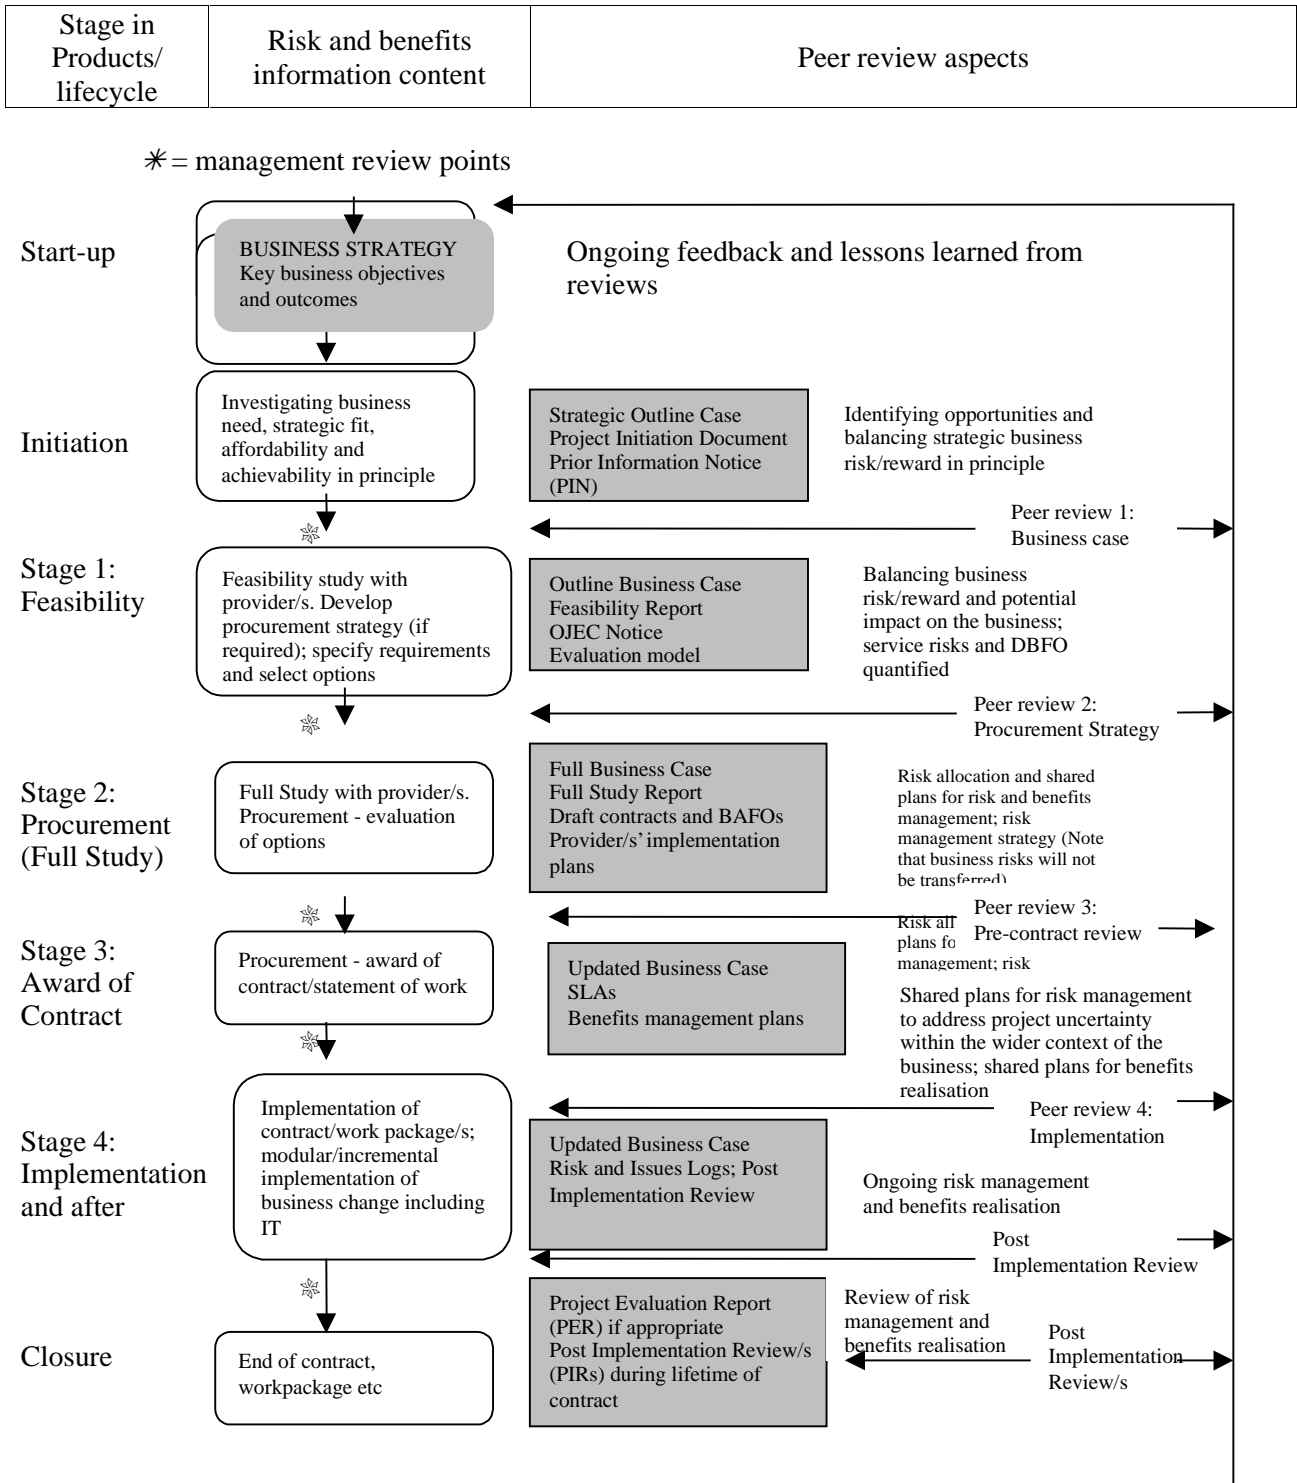 Stage in
Products/
lifecycle
Risk and benefits
information content
Peer review aspects
✳ = management review points
Start-up
BUSINESS STRATEGY
Key business objectives
and outcomes
Ongoing feedback and lessons learned from
reviews
Initiation
Investigating business
need, strategic fit,
affordability and
achievability in principle
Strategic Outline Case
Project Initiation Document
Prior Information Notice
(PIN)
Identifying opportunities and
balancing strategic business
risk/reward in principle
Peer review 1:
Business case
Stage 1:
Feasibility
Feasibility study with
provider/s. Develop
procurement strategy (if
required); specify requirements
and select options
Outline Business Case
Feasibility Report
OJEC Notice
Evaluation model
Balancing business
risk/reward and potential
impact on the business;
service risks and DBFO
quantified
Peer review 2:
Procurement Strategy
Stage 2:
Procurement
(Full Study)
Full Study with provider/s.
Procurement - evaluation
of options
Full Business Case
Full Study Report
Draft contracts and BAFOs
Provider/s' implementation
plans
Risk allocation and shared
plans for risk and benefits
management; risk
management strategy (Note
that business risks will not
be transferred)
Peer review 3:
Pre-contract review
Risk all
plans fo
management; risk
Stage 3:
Award of
Contract
Procurement - award of
contract/statement of work
Updated Business Case
SLAs
Benefits management plans
Shared plans for risk management
to address project uncertainty
within the wider context of the
business; shared plans for benefits
realisation
Peer review 4:
Implementation
Stage 4:
Implementation
and after
Implementation of
contract/work package/s;
modular/incremental
implementation of
business change including
IT
Updated Business Case
Risk and Issues Logs; Post
Implementation Review
Ongoing risk management
and benefits realisation
Post
Implementation Review
Closure
End of contract,
workpackage etc
Project Evaluation Report
(PER) if appropriate
Post Implementation Review/s
(PIRs) during lifetime of
contract
Review of risk
management and
benefits realisation
Post
Implementation
Review/s